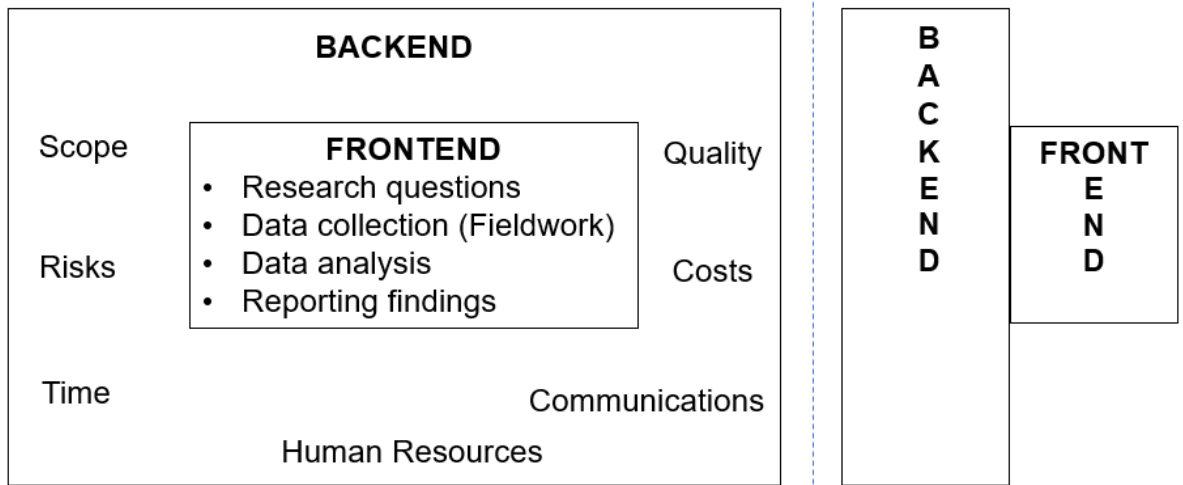 BACKEND
Scope
FRONTEND
• Research questions
• Data collection (Fieldwork)
• Data analysis
• Reporting findings
Quality
Risks
Costs
Time
Communications
Human Resources
B
A
C
K
E
N
D
FRONT
E
N
D